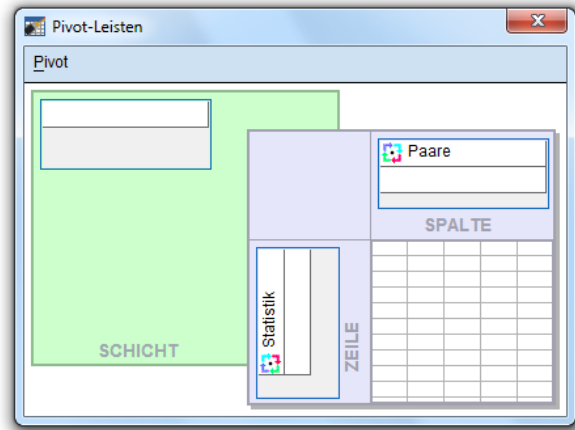 Pivot-Leisten
Pivot
Paare
SPALTE
Statistik
ZEILE
SCHICHT